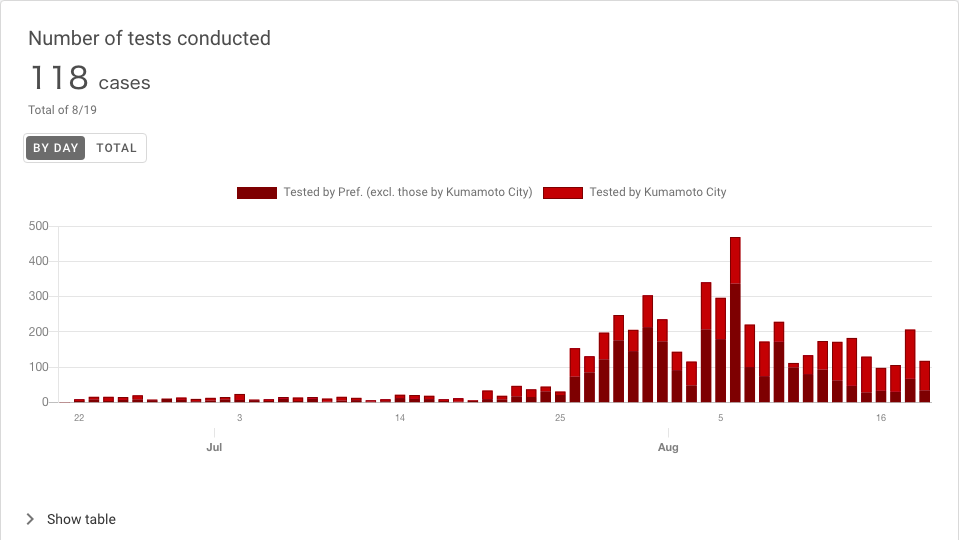 Number of tests conducted
118 cases
Total of 8/19
BY DAY TOTAL
Tested by Pref. (excl. those by Kumamoto City) Tested by Kumamoto City
500
400
300
200
100
0
22 3 14 25 5 16
Jul Aug
Show table